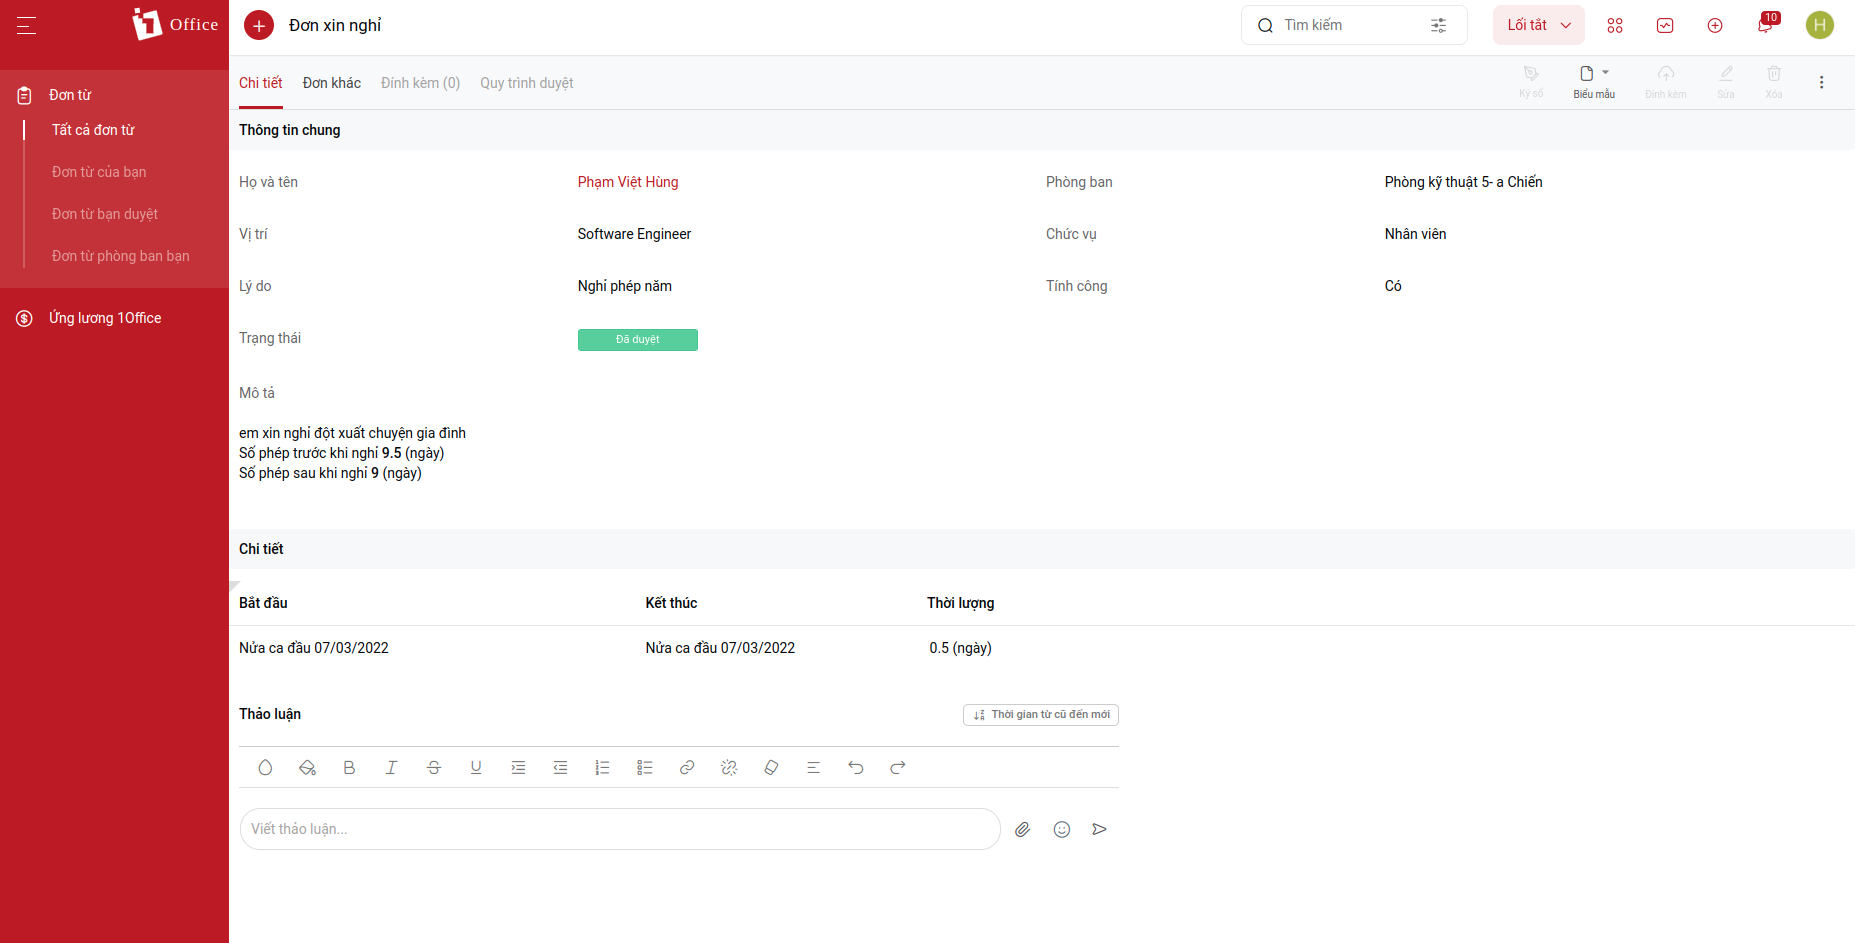 Office
Đơn xin nghỉ
Tìm kiếm
Lối tắt
10
H
Đơn từ
Tất cả đơn từ
Đơn từ của bạn
Đơn từ bạn duyệt
Đơn từ phòng ban bạn
Ứng lương 1Office
Chi tiết Đơn khác Đính kèm (0) Quy trình duyệt
Ký số Biểu mẫu Đính kèm Sửa Xóa
Thông tin chung
Họ và tên Phạm Việt Hùng Phòng ban Phòng kỹ thuật 5- a Chiến
Vị trí Software Engineer Chức vụ Nhân viên
Lý do Nghỉ phép năm Tính công Có
Trạng thái Đã duyệt
Mô tả
em xin nghỉ đột xuất chuyện gia đình
Số phép trước khi nghỉ 9.5 (ngày)
Số phép sau khi nghỉ 9 (ngày)
Chi tiết
Bắt đầu Kết thúc Thời lượng
Nửa ca đầu 07/03/2022 Nửa ca đầu 07/03/2022 0.5 (ngày)
Thảo luận Thời gian từ cũ đến mới
Viết thảo luận...